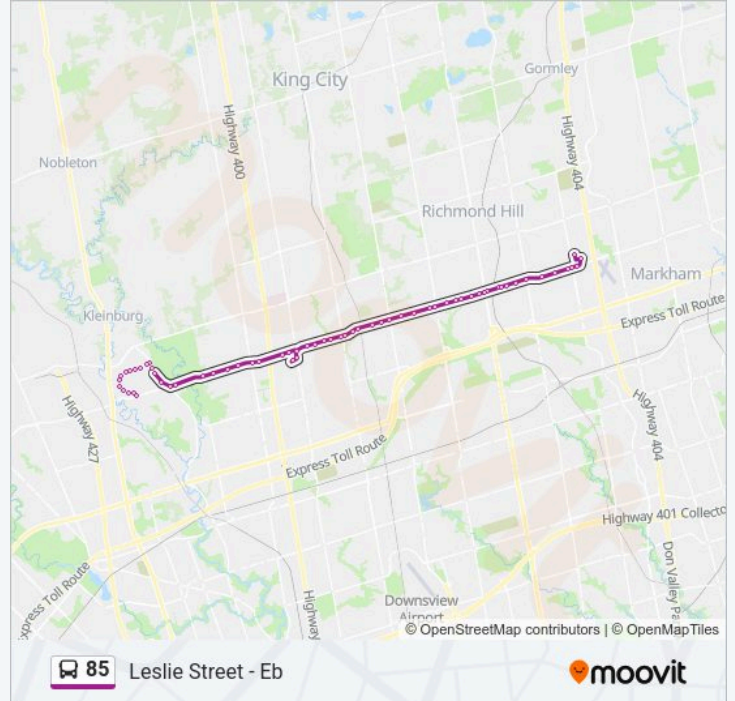 King City
Gormley
Highway 400
Highway 404
Nobleton
Richmond Hill
Markham
Kleinburg
Express Toll Route
Highway 427
Highway 404
Express Toll Route
Highway 401 Collecto
xpress Toll Route
Highway
Downsview
Airport
Don Valley Pa
© OpenStreetMap contributors | © OpenMapTiles
85 Leslie Street - Eb
moovit